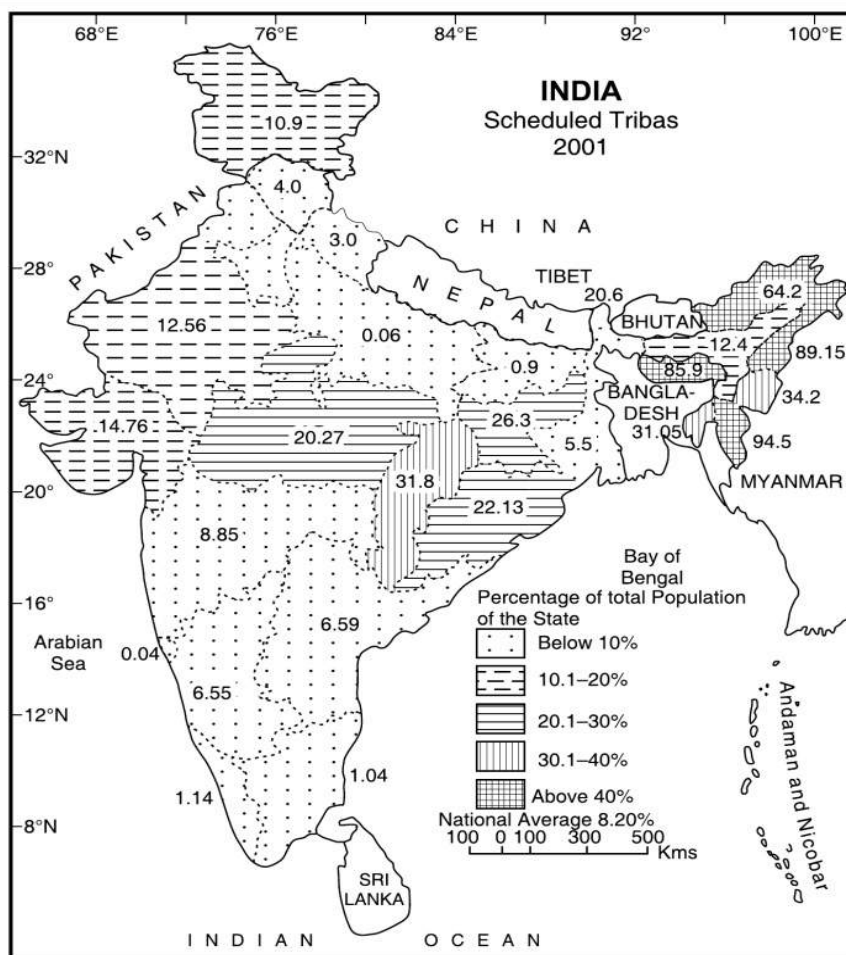 68°E 76°E 84°E 92° 100°E
INDIA
Scheduled Tribas
2001
10.9
32°N
4.0
PAKISTAN
CHINA
3.0
28°
NEPAL
TIBET
20.6
BHUTAN
64.2
12.56
0.06
12.4
89.15
0.9
85.9
24°
BANGLA-
DESH
34.2
14.76
26.3
31.05
20.27
5.5
94.5
31.8
MYANMAR
20°
22.13
8.85
Bay of
Bengal
16°
6.59
Arabian
Sea
0.04
6.55
12°N
1.14
1.04
8°N
Percentage of total Population
of the State
Below 10%
10.1–20%
20.1–30%
30.1–40%
Above 40%
National Average 8.20%
100 0 100 300 500
Kms
Andaman and Nicobar
SRI
LANKA
INDIAN OCEAN